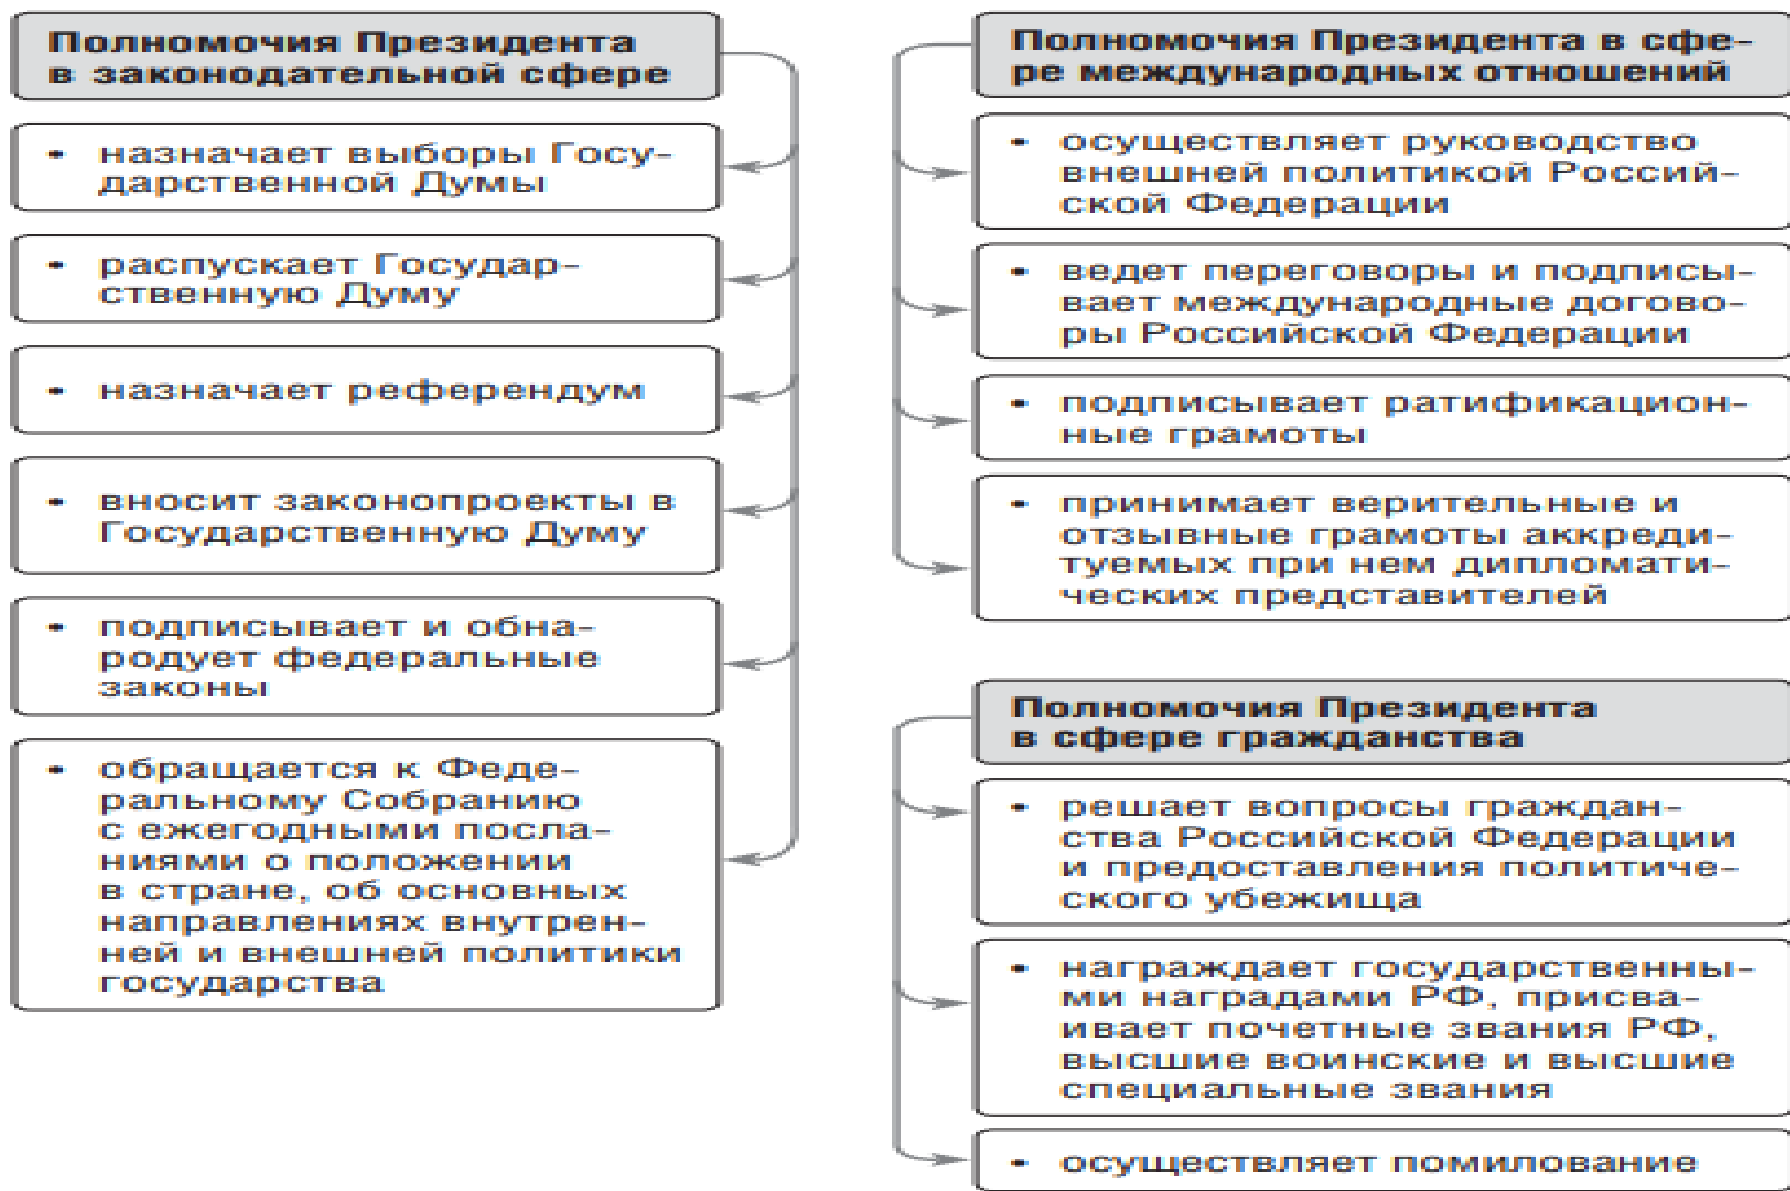 Полномочия Президента
в законодательной сфере
• назначает выборы Госу-
дарственной Думы
• распускает Государ-
ственную Думу
• назначает референдум
• вносит законопроекты в
Государственную Думу
• подписывает и обна-
родует федеральные
законы
• обращается к Феде-
ральному Собранию
с ежегодными посла-
ниями о положении
в стране, об основных
направлениях внутрен-
ней и внешней политики
государства
Полномочия Президента в сфе-
ре международных отношений
• осуществляет руководство
внешней политикой Россий-
ской Федерации
• ведет переговоры и подписы-
вает международные догово-
ры Российской Федерации
• подписывает ратификацион-
ные грамоты
• принимает верительные и
отзывные грамоты аккреди-
туемых при нем дипломати-
ческих представителей
Полномочия Президента
в сфере гражданства
• решает вопросы граждан-
ства Российской Федерации
и предоставления политиче-
ского убежища
• награждает государственны-
ми наградами РФ, присва-
ивает почетные звания РФ,
высшие воинские и высшие
специальные звания
• осуществляет помилование